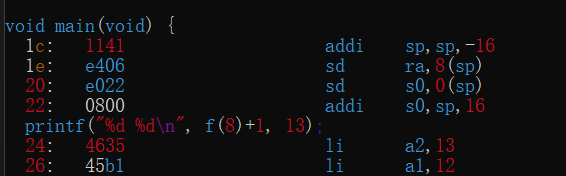 void main(void) {
1c: 1141 addi sp,sp,-16
1e: e406 sd ra,8(sp)
20: e022 sd s0,0(sp)
22: 0800 addi s0,sp,16
printf("%d %d\n", f(8)+1, 13);
24: 4635 li a2,13
26: 45b1 li a1,12